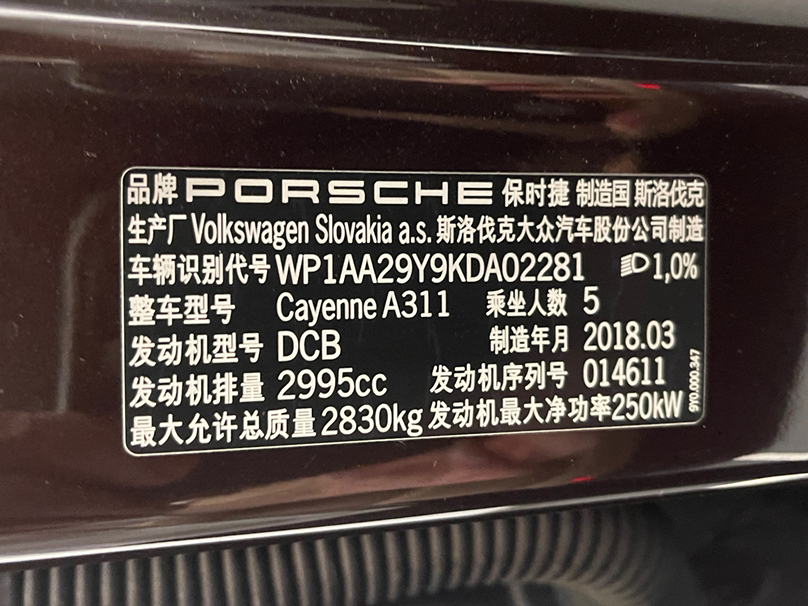 品牌 PORSCHE 保时捷 制造国 斯洛伐克
生产厂 Volkswagen Slovakia a.s. 斯洛伐克大众汽车股份公司制造
车辆识别代号 WP1AA29Y9KDA02281 1,0%
整车型号 Cayenne A311 乘坐人数 5
发动机型号 DCB 制造年月 2018.03
发动机排量 2995cc 发动机序列号 014611
最大允许总质量 2830kg 发动机最大净功率 250kW
9Y0.000.347